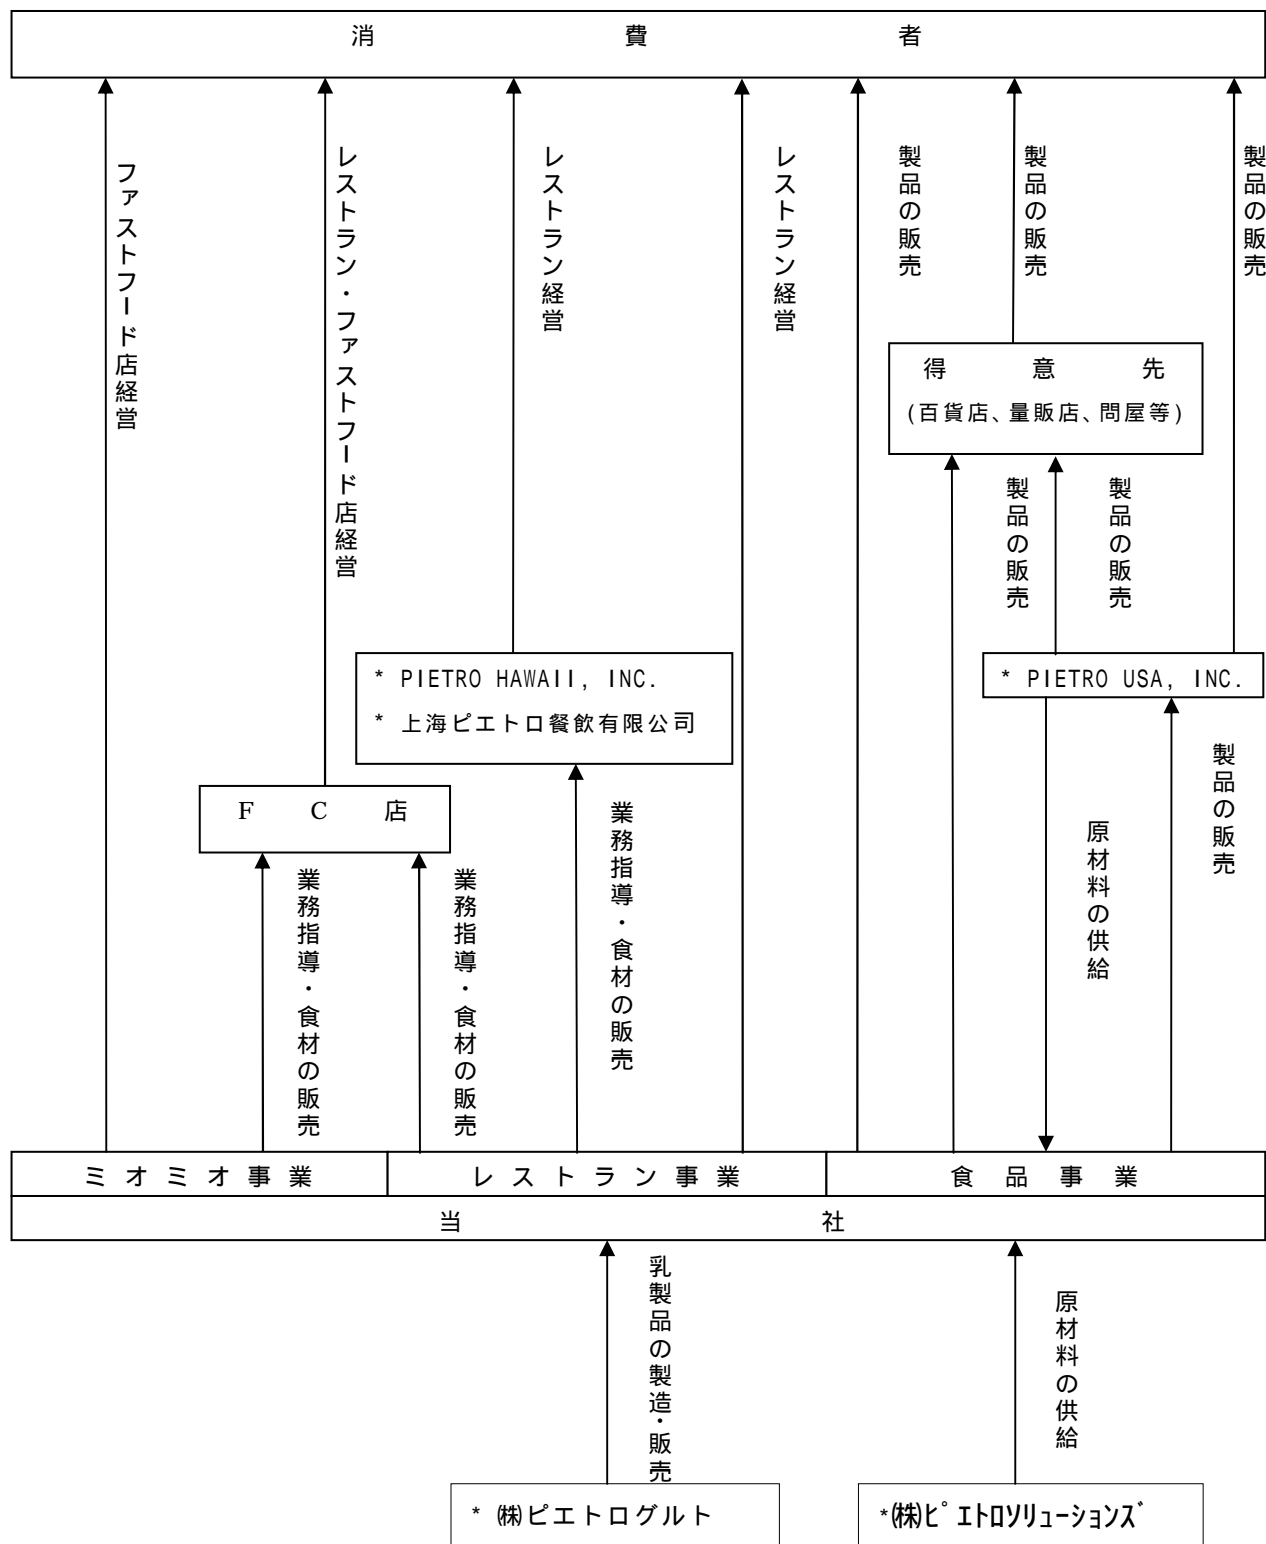 消費者
ファストフード店経営
レストラン・ファストフード店経営
レストラン経営
レストラン経営
製品の販売
製品の販売
製品の販売
得意先
(百貨店、量販店、問屋等)
製品の販売
製品の販売
* PIETRO HAWAII, INC.
* 上海ピエトロ餐飲有限公司
* PIETRO USA, INC.
FC店
業務指導・食材の販売
業務指導・食材の販売
業務指導・食材の販売
原材料の供給
製品の販売
ミオミオ事業
レストラン事業
食品事業
当社
乳製品の製造・販売
原材料の供給
* ㈱ピエトログルト
*㈱ﾋﾟｴﾄﾛｿﾘｭｰｼｮﾝｽﾞ